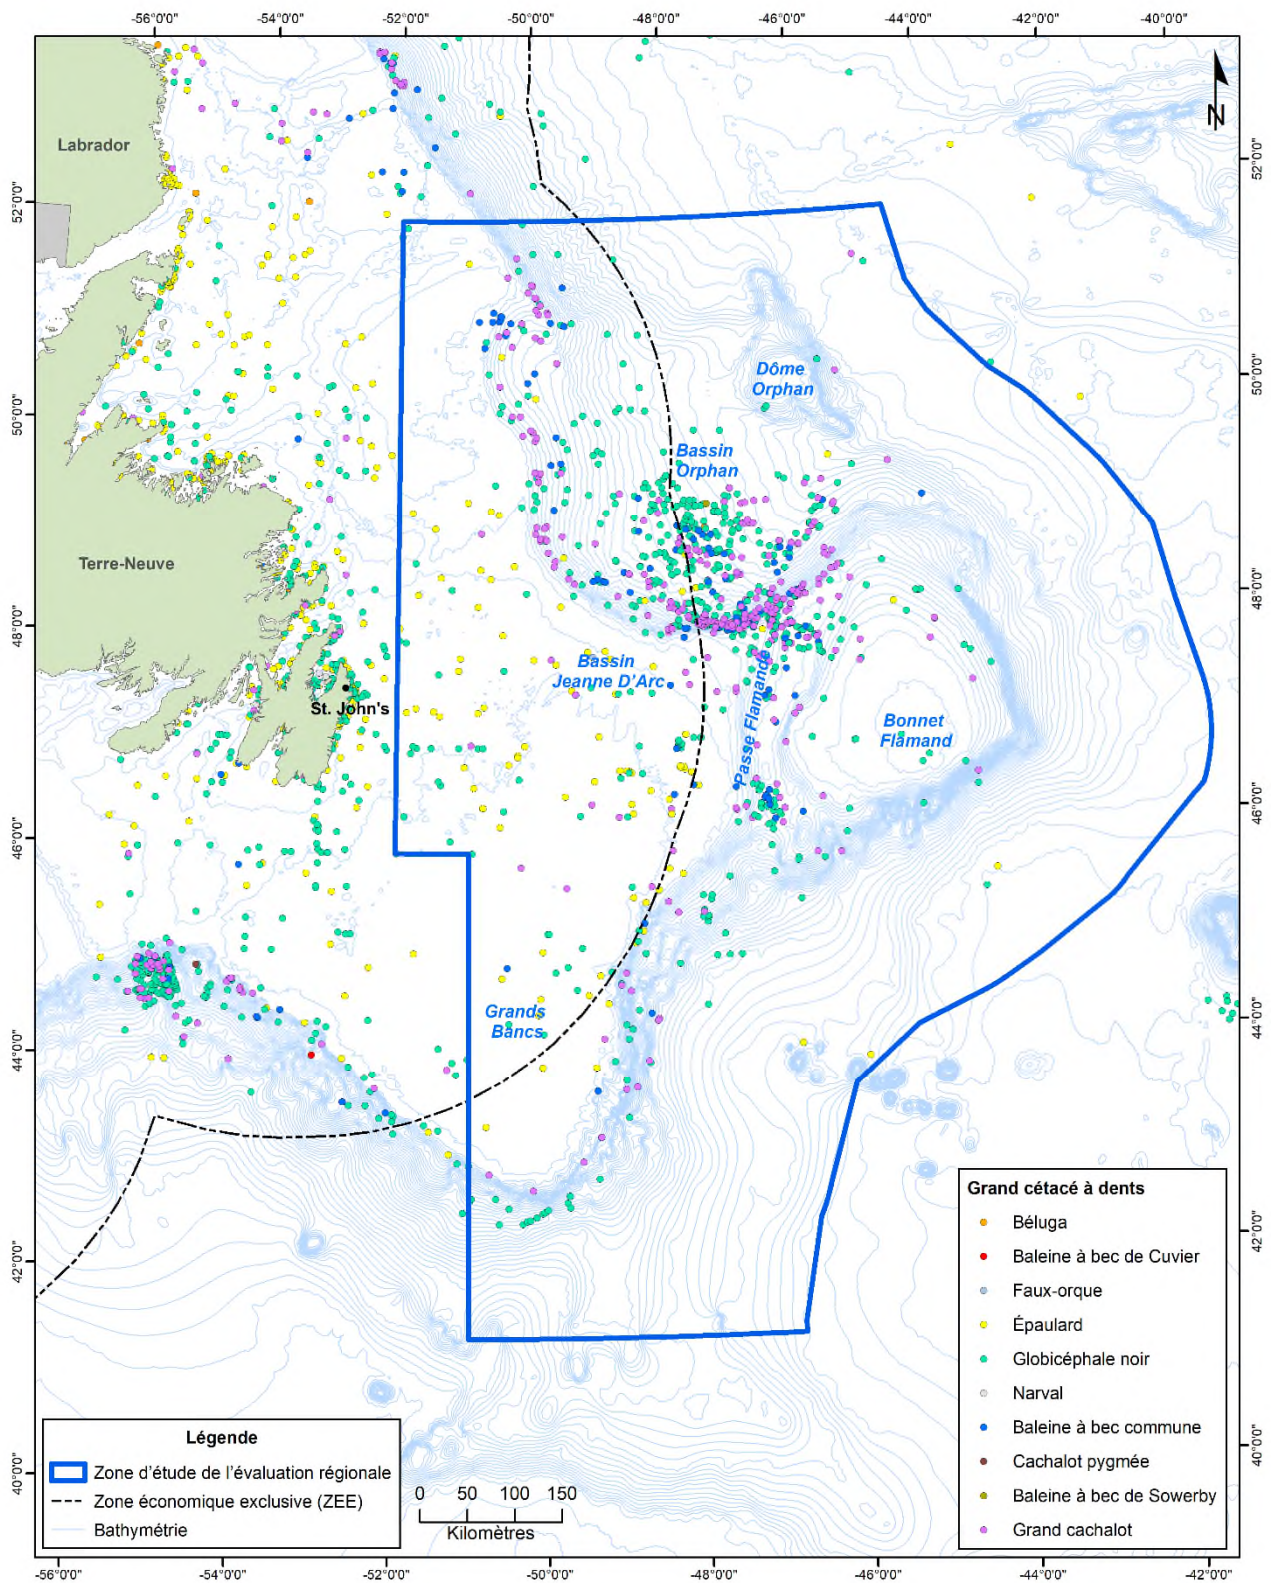 -56°0'0" -54°0'0" -52°0'0" -50°0'0" -48°0'0" -46°0'0" -44°0'0" -42°0'0" -40°0'0"
N
Labrador
52°0'0"
52°0'0"
50°0'0"
50°0'0"
Dôme
Orphan
Bassin
Orphan
Terre-Neuve
48°0'0"
48°0'0"
Bassin
Jeanne D'Arc
St. John's
Passe Flamande
Bonnet
Flamand
46°0'0"
46°0'0"
Grands
Bancs
44°0'0"
44°0'0"
42°0'0"
42°0'0"
40°0'0"
40°0'0"
Grand cétacé à dents
Béluga
Baleine à bec de Cuvier
Faux-orque
Épaulard
Globicéphale noir
Narval
Baleine à bec commune
Cachalot pygmée
Baleine à bec de Sowerby
Grand cachalot
Légende
Zone d'étude de l'évaluation régionale
Zone économique exclusive (ZEE)
Bathymétrie
0 50 100 150
Kilomètres
-56°0'0" -54°0'0" -52°0'0" -50°0'0" -48°0'0" -46°0'0" -44°0'0" -42°0'0"